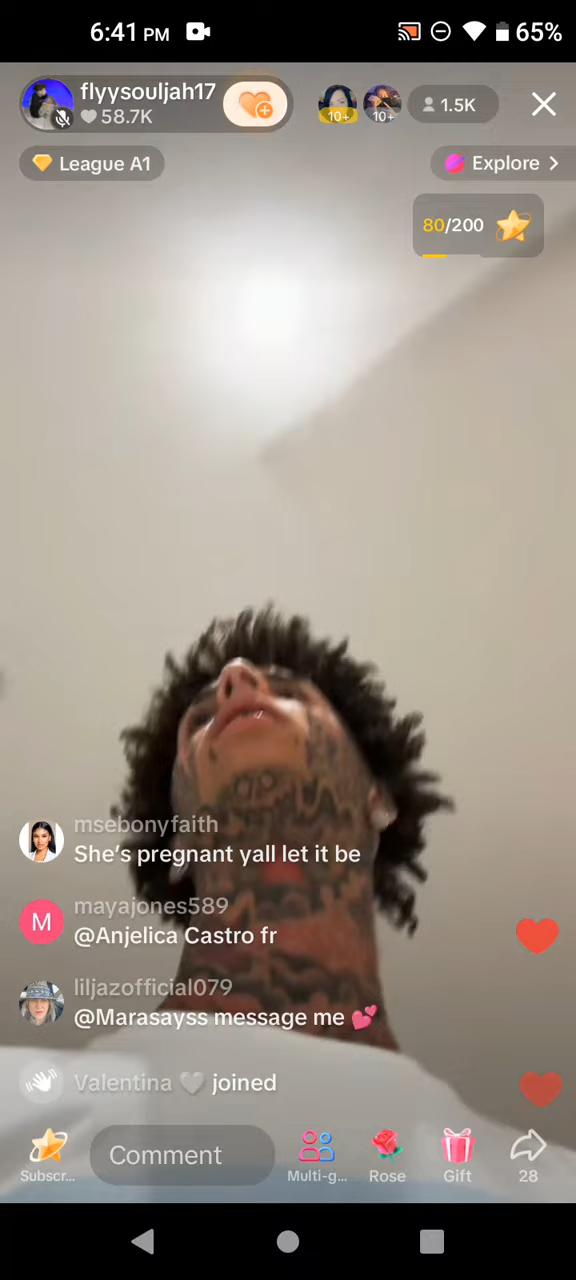 6:41 PM
65%
flyysouljah17
58.7K
10+
10+
1.5K
League A1
Explore >
80/200
msebonyfaith
She's pregnant yall let it be
M
mayajones589
@Anjelica Castro fr
liljazofficial079
@Marasayss message me 💕
Valentina 🤍 joined
Comment
Subscr...
Multi-g...
Rose
Gift
28